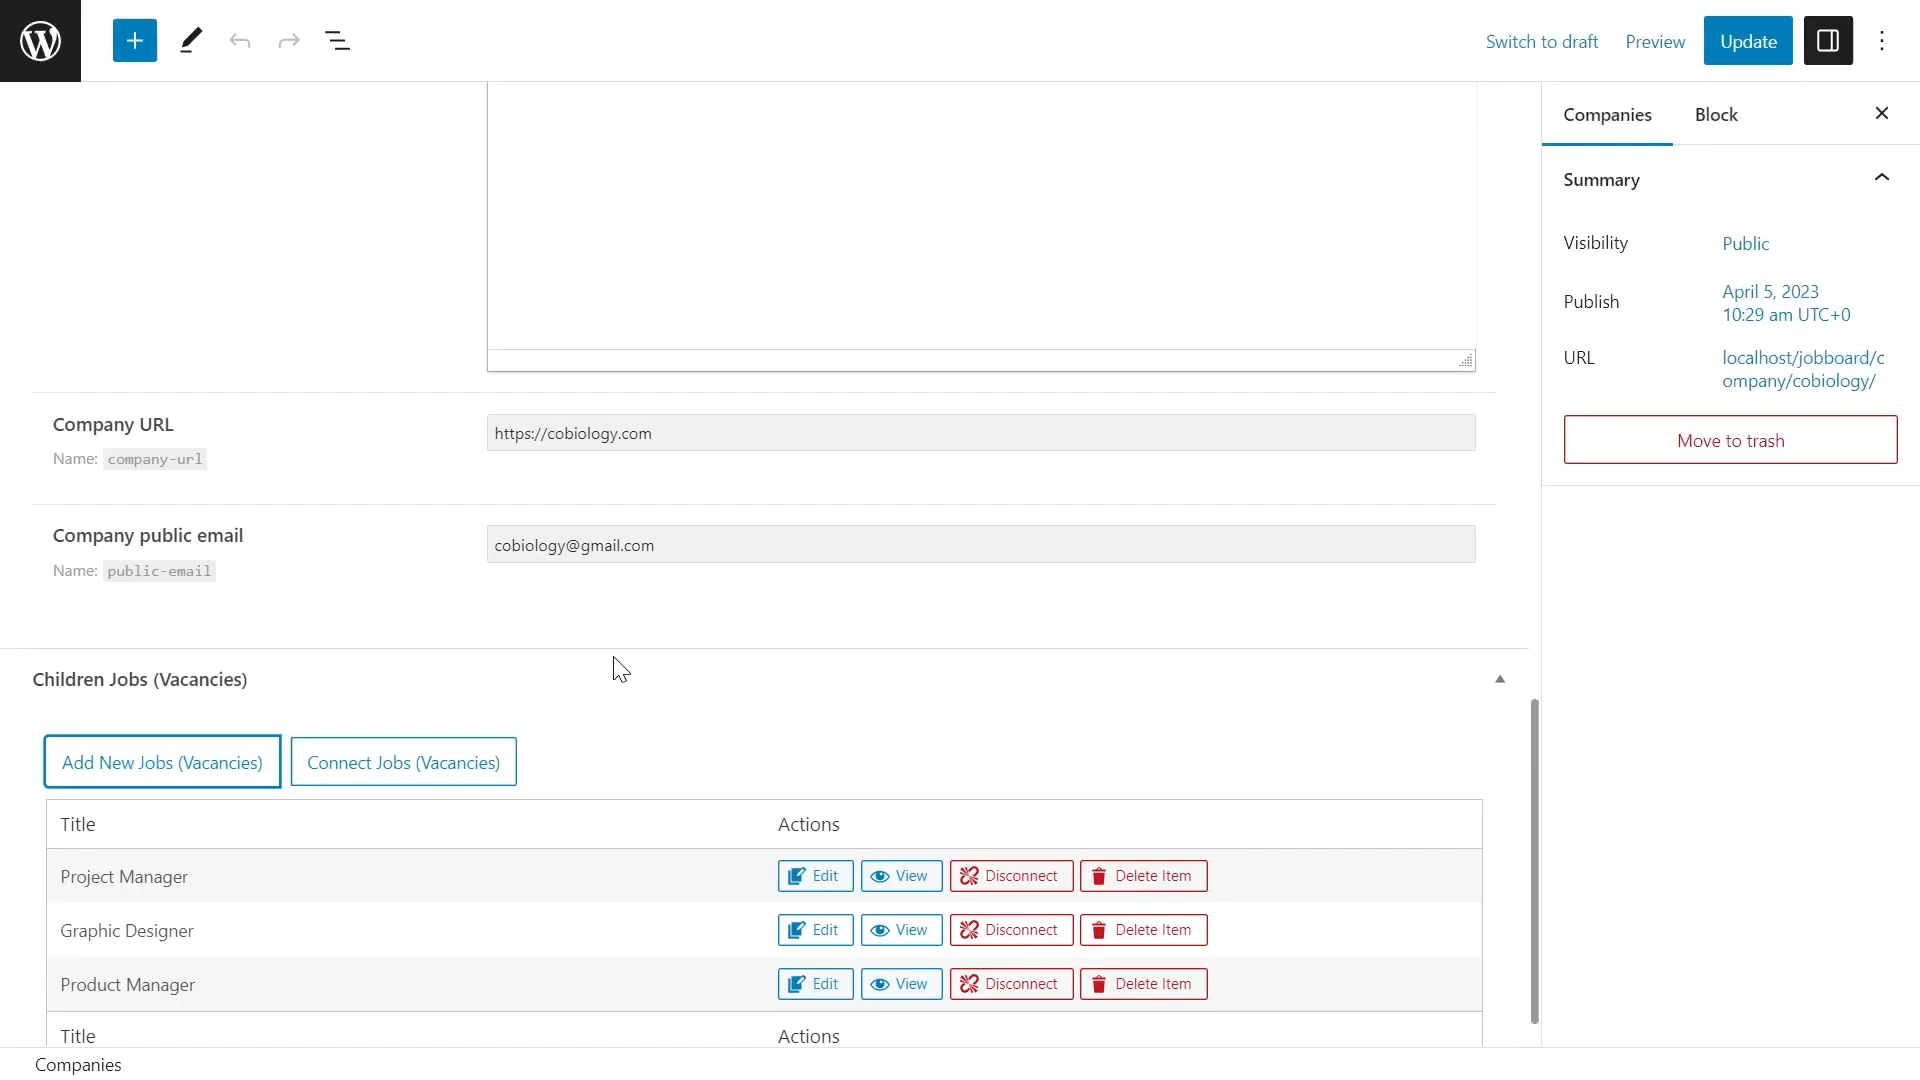 Switch to draft
Preview
Update
Companies
Block
Summary
Visibility
Public
Publish
April 5, 2023
10:29 am UTC+0
URL
localhost/jobboard/c
ompany/cobiology/
Move to trash
Company URL
https://cobiology.com
Name: company-url
Company public email
cobiology@gmail.com
Name: public-email
Children Jobs (Vacancies)
Add New Jobs (Vacancies)
Connect Jobs (Vacancies)
Title Actions
Project Manager Edit View Disconnect Delete Item
Graphic Designer Edit View Disconnect Delete Item
Product Manager Edit View Disconnect Delete Item
Title Actions
Companies